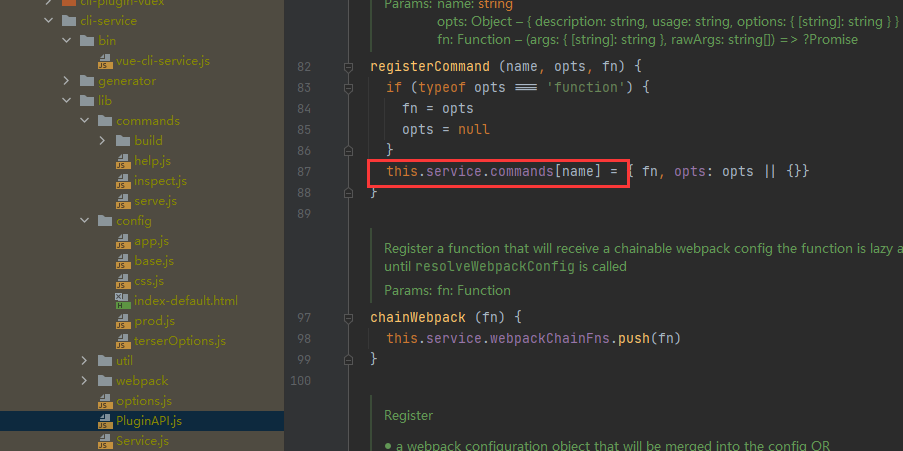 cli-plugin-vuex
cli-service
bin
vue-cli-service.js
generator
lib
commands
build
help.js
inspect.js
serve.js
config
app.js
base.js
css.js
index-default.html
prod.js
terserOptions.js
util
webpack
options.js
PluginAPI.js
Service.js
Params: name: string
opts: Object – { description: string, usage: string, options: { [string]: string } }
fn: Function – (args: { [string]: string }, rawArgs: string[]) => ?Promise
82 registerCommand (name, opts, fn) {
83 if (typeof opts === 'function') {
84 fn = opts
85 opts = null
86 }
87 this.service.commands[name] = { fn, opts: opts || {}}
88 }
89
Register a function that will receive a chainable webpack config the function is lazy a
until resolveWebpackConfig is called
Params: fn: Function
97 chainWebpack (fn) {
98 this.service.webpackChainFns.push(fn)
99 }
100
Register
• a webpack configuration object that will be merged into the config OR